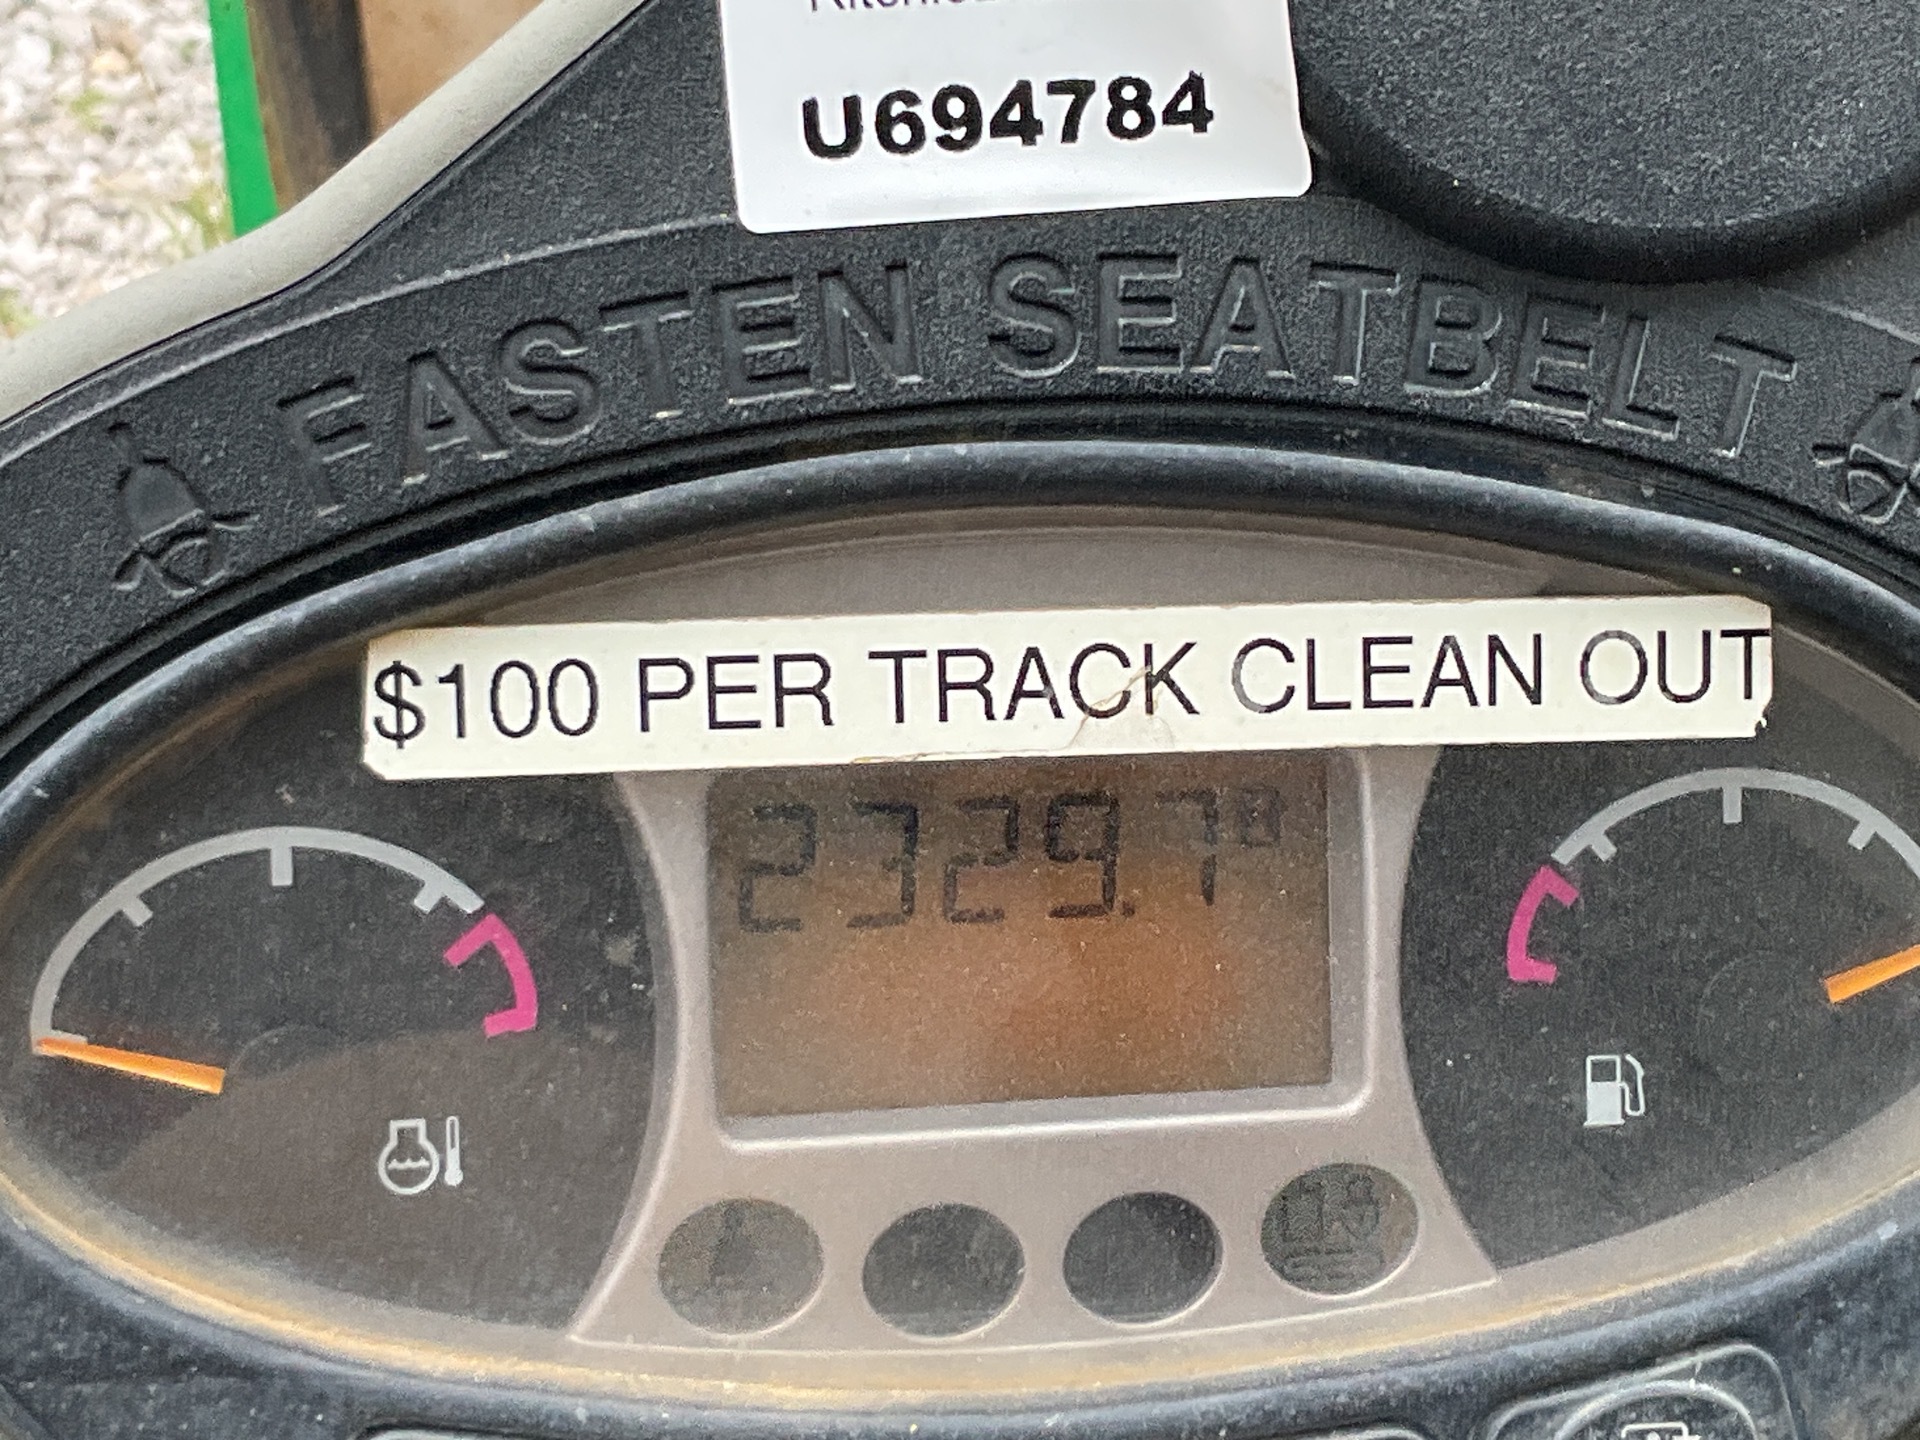 U694784
FASTEN SEATBELT
$100 PER TRACK CLEAN OUT
2329.7